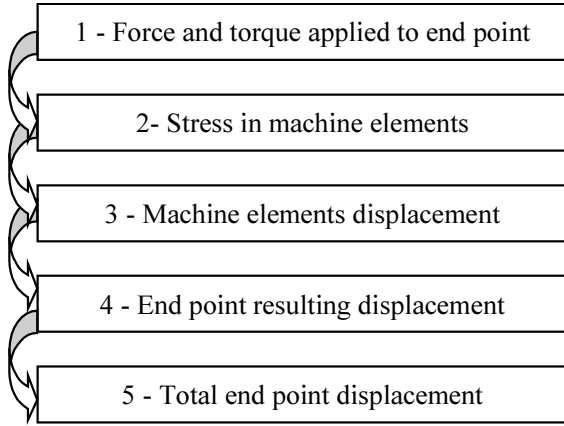 1 - Force and torque applied to end point
2- Stress in machine elements
3 - Machine elements displacement
4 - End point resulting displacement
5 - Total end point displacement